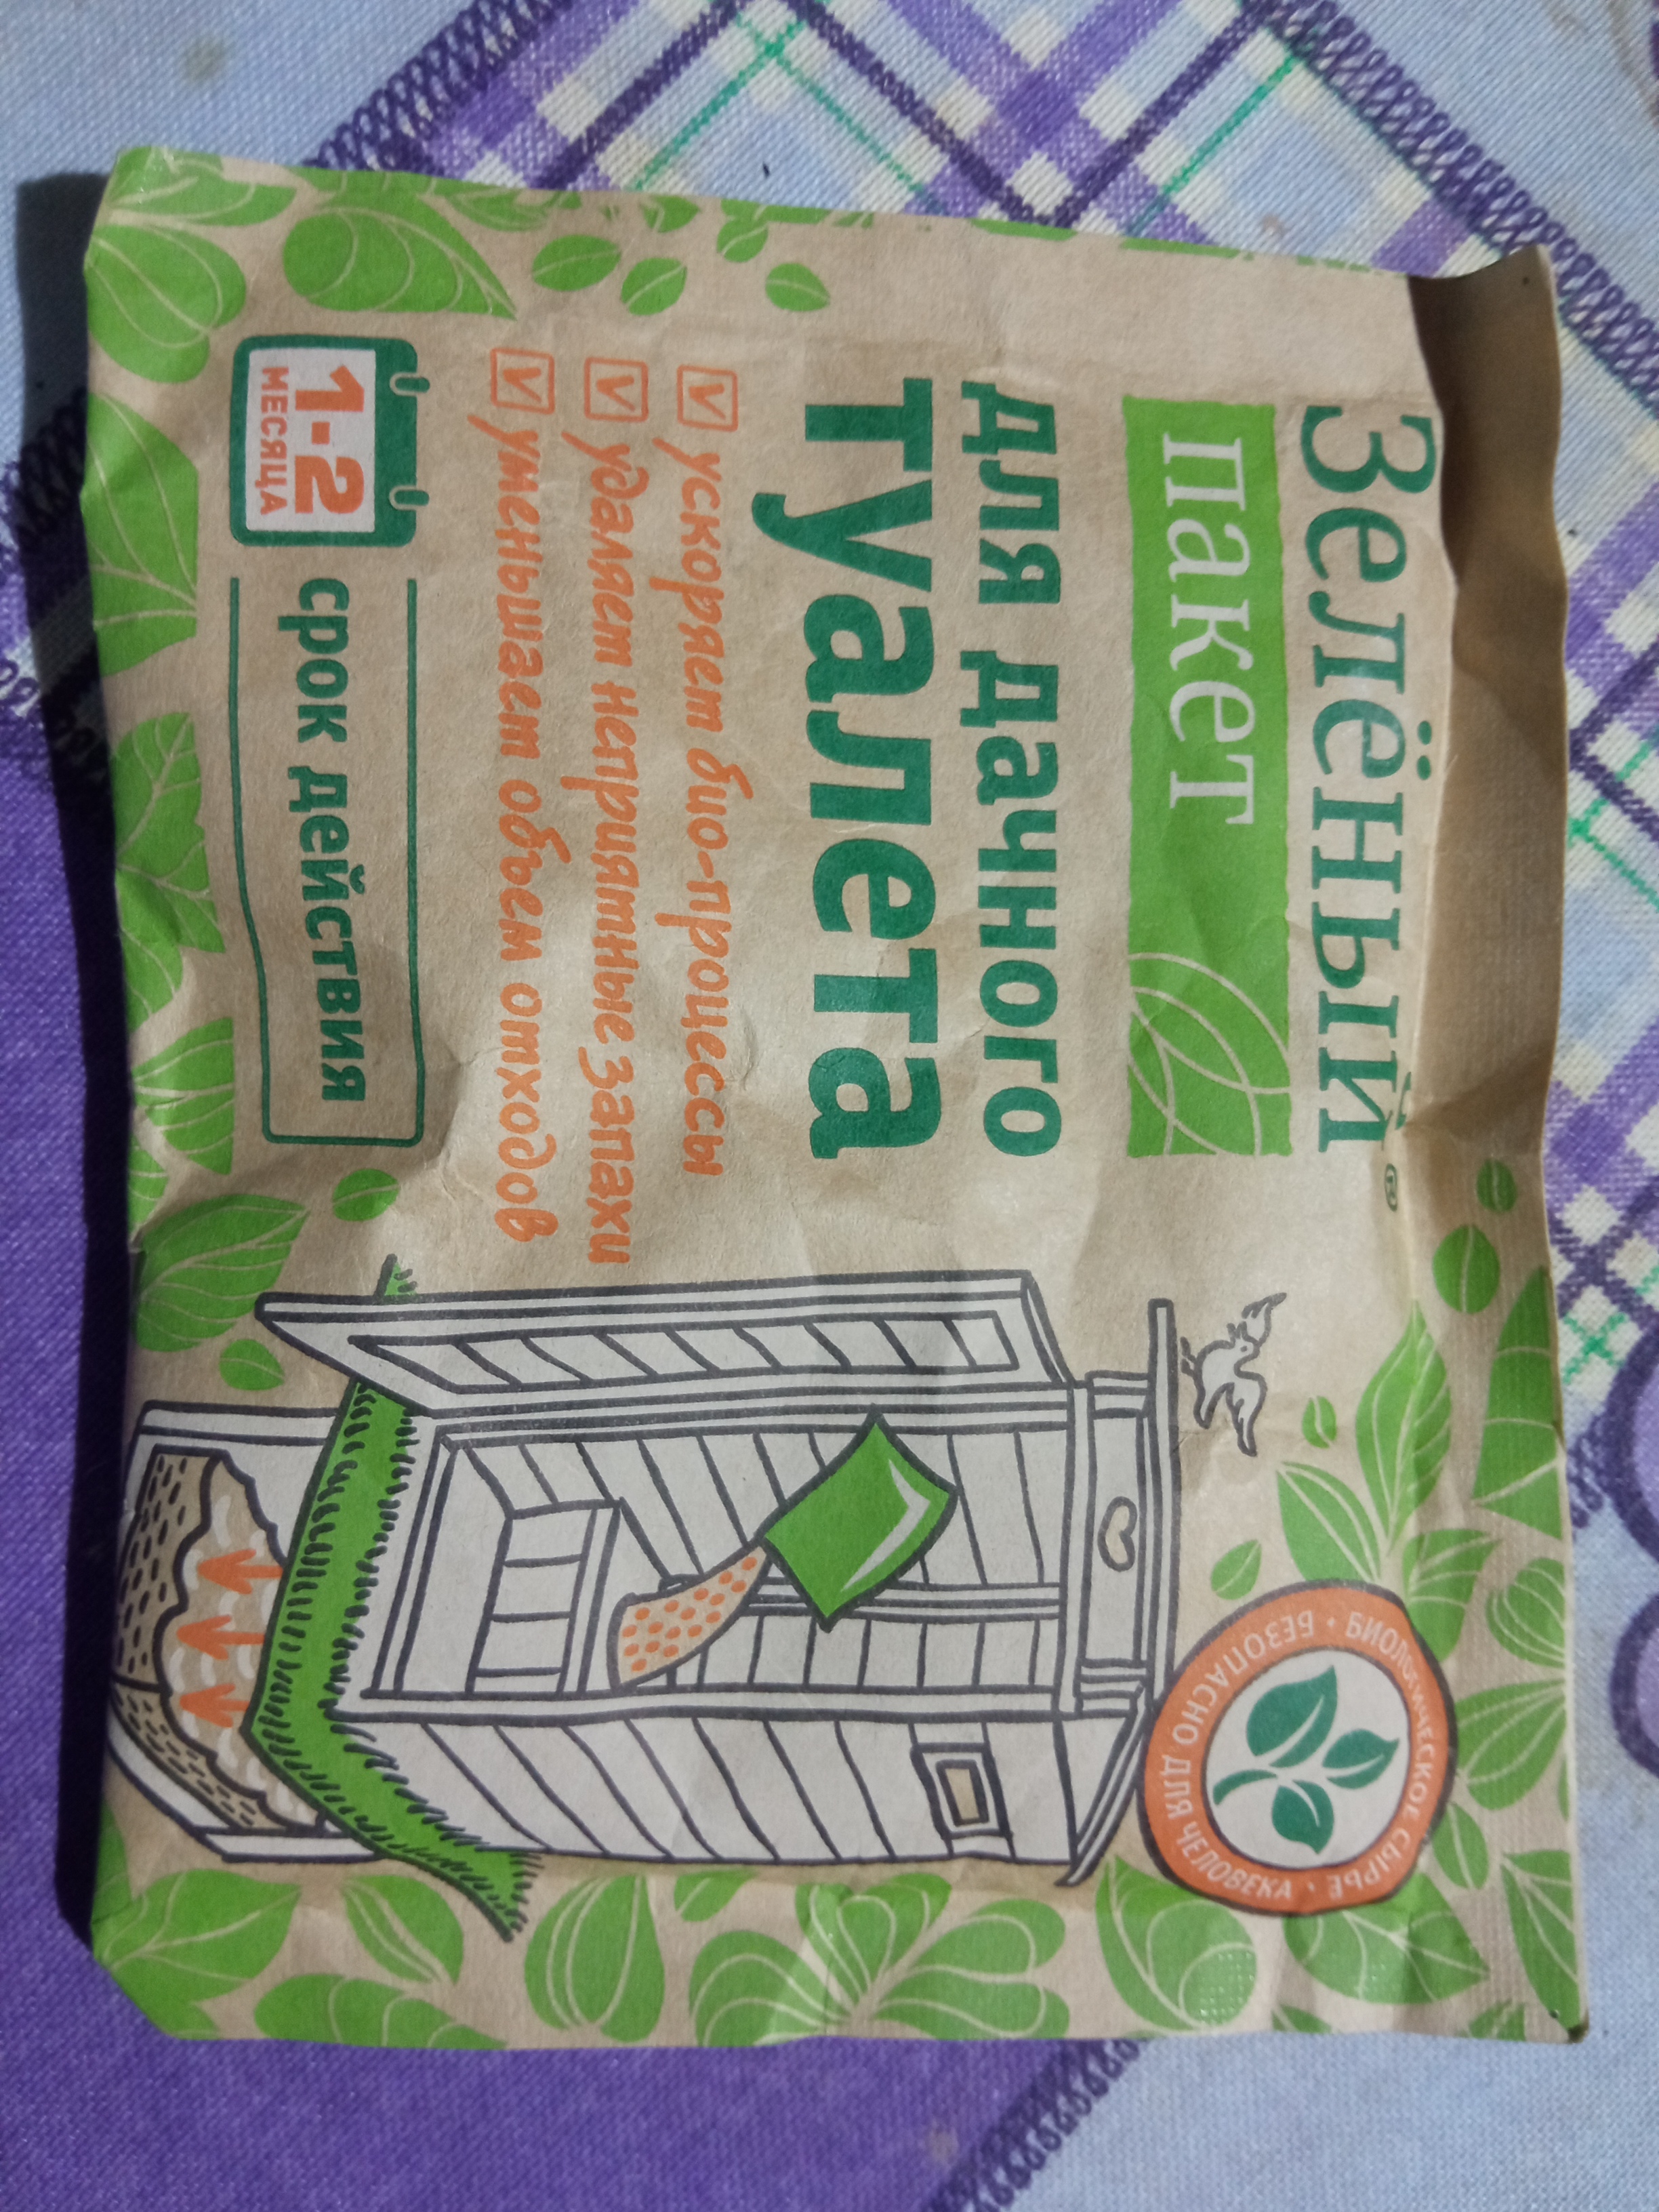 Зелёный®
пакет
для дачного
туалета
ускоряет био-процессы
удаляет неприятные запахи
уменьшает объем отходов
1-2
МЕСЯЦА
срок действия
БИОЛОГИЧЕСКОЕ СЫРЬЕ •
БЕЗОПАСНО ДЛЯ ЧЕЛОВЕКА •